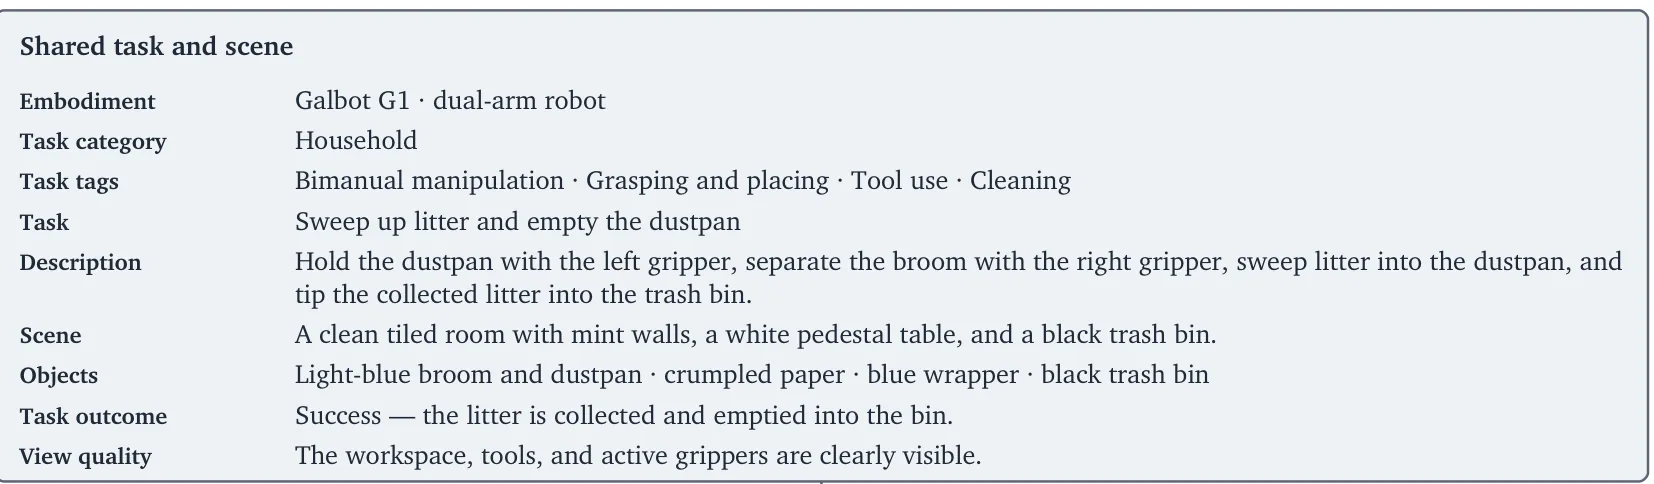 Shared task and scene
Embodiment Galbot G1 · dual-arm robot
Task category Household
Task tags Bimanual manipulation · Grasping and placing · Tool use · Cleaning
Task Sweep up litter and empty the dustpan
Description Hold the dustpan with the left gripper, separate the broom with the right gripper, sweep litter into the dustpan, and
tip the collected litter into the trash bin.
Scene A clean tiled room with mint walls, a white pedestal table, and a black trash bin.
Objects Light-blue broom and dustpan · crumpled paper · blue wrapper · black trash bin
Task outcome Success — the litter is collected and emptied into the bin.
View quality The workspace, tools, and active grippers are clearly visible.